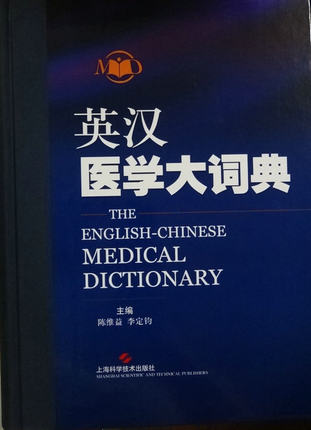 MD
英汉
医学大词典
THE
ENGLISH-CHINESE
MEDICAL
DICTIONARY
主编
陈维益 李定钧
上海科学技术出版社
SHANGHAI SCIENTIFIC AND TECHNICAL PUBLISHERS